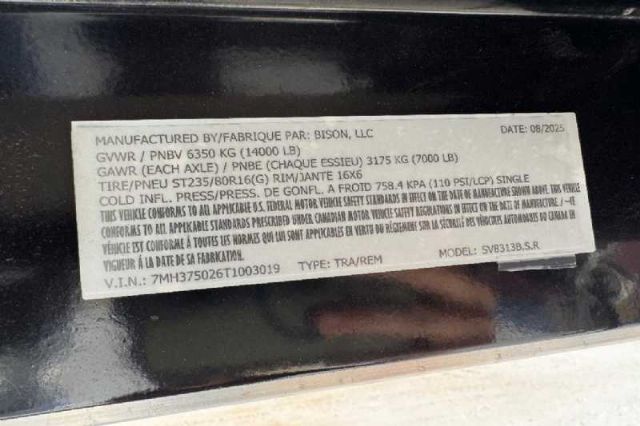 MANUFACTURED BY/FABRIQUE PAR: BISON, LLC DATE: 08/2025
GVWR / PNBV 6350 KG (14000 LB)
GAWR (EACH AXLE) / PNBE (CHAQUE ESSIEU) 3175 KG (7000 LB)
TIRE/PNEU ST235/80R16(G) RIM/JANTE 16X6
COLD INFL. PRESS/PRESS. DE GONFL. A FROID 758.4 KPA (110 PSI/LCP) SINGLE
THIS VEHICLE CONFORMS TO ALL APPLICABLE U.S. FEDERAL MOTOR VEHICLE SAFETY STANDARDS IN EFFECT ON THE DATE OF MANUFACTURE SHOWN ABOVE. THIS VEHICLE
CONFORMS TO ALL APPLICABLE STANDARDS PRESCRIBED UNDER CANADIAN MOTOR VEHICLE SAFETY REGULATIONS IN EFFECT ON THE DATE OF MANUFACTURE / -CE
VÉHICULE EST CONFORME À TOUTES LES NORMES QUI LUI SONT APPLICABLES EN VERTU DU RÈGLEMENT SUR LA SÉCURITÉ DES VÉHICULES AUTOMOBILES DU CANADA EN
VIGUEUR À LA DATE DE SA FABRICATION.
V.I.N.: 7MH375026T1003019 TYPE: TRA/REM MODEL: SV8313B.S.R